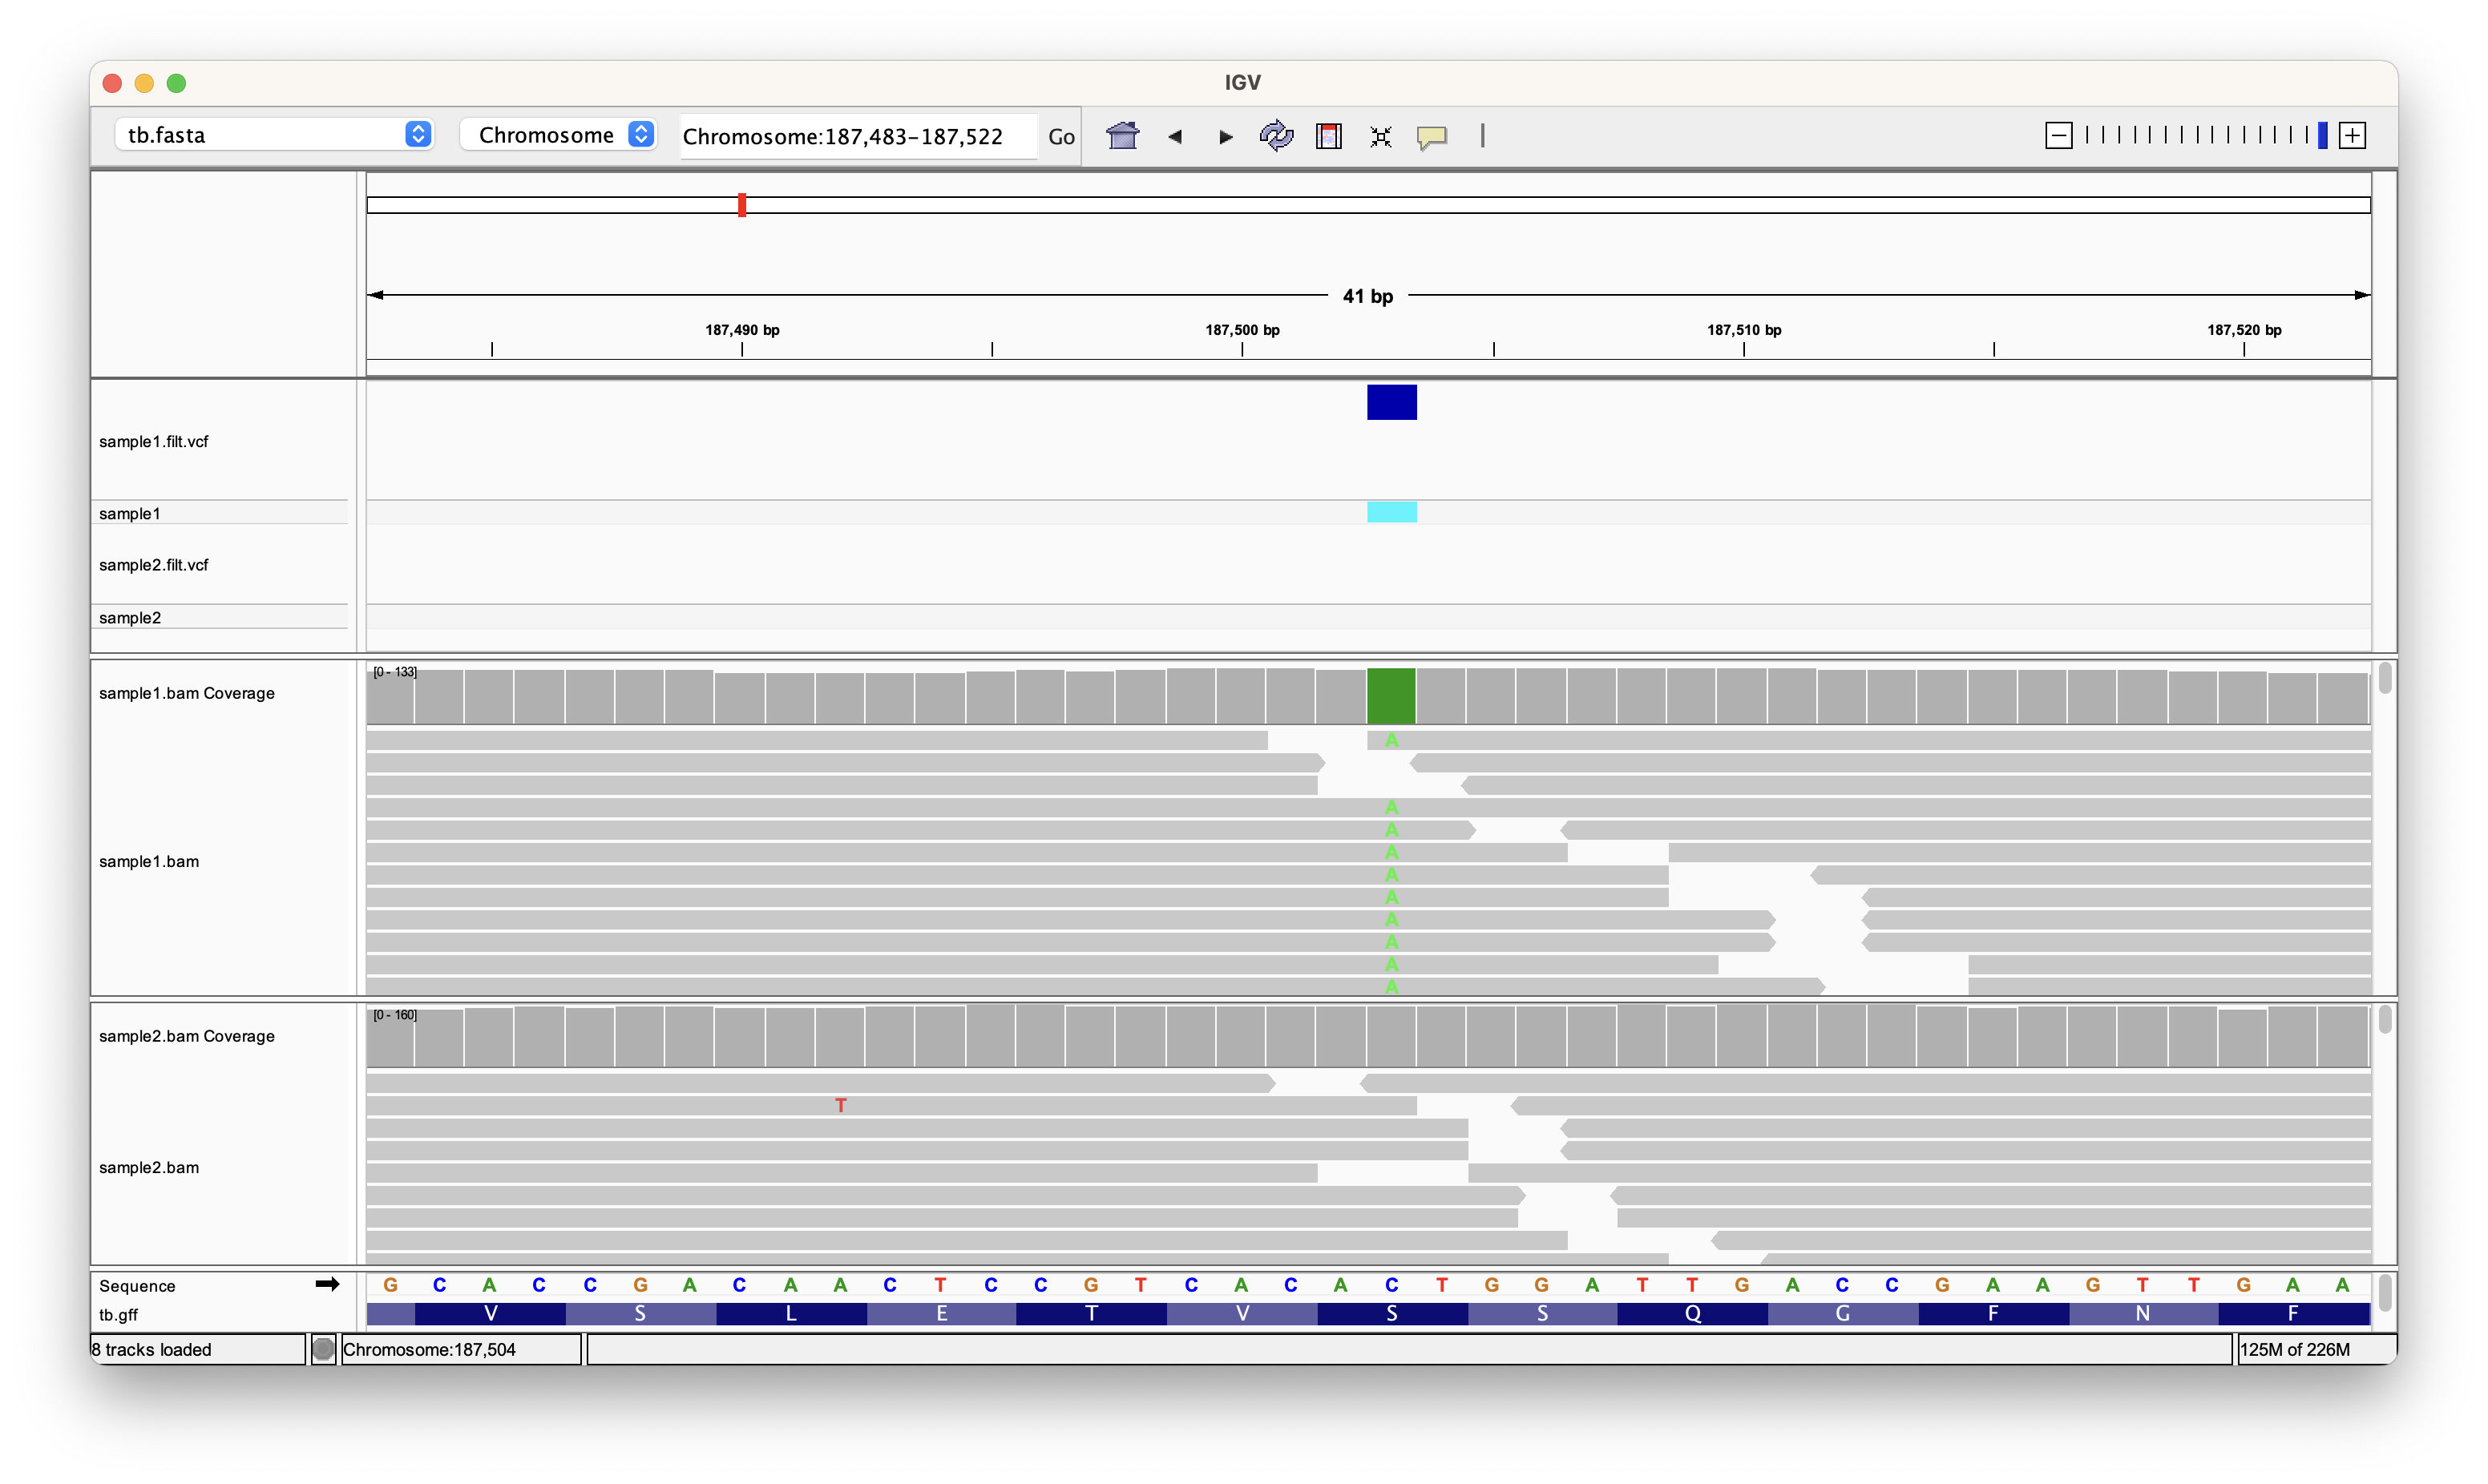 IGV
tb.fasta Chromosome Chromosome:187,483-187,522 Go
41 bp
187,490 bp 187,500 bp 187,510 bp 187,520 bp
sample1.filt.vcf
sample1
sample2.filt.vcf
sample2
[0 - 133]
sample1.bam Coverage
A
A
A
A
A
A
A
A
A
A
sample1.bam
[0 - 160]
sample2.bam Coverage
T
sample2.bam
Sequence G C A C C G A C A A C T C C G T C A C A C T G G A T T G A C C G A A G T T G A A
tb.gff V S L E T V S S Q G F N F
8 tracks loaded Chromosome:187,504 125M of 226M